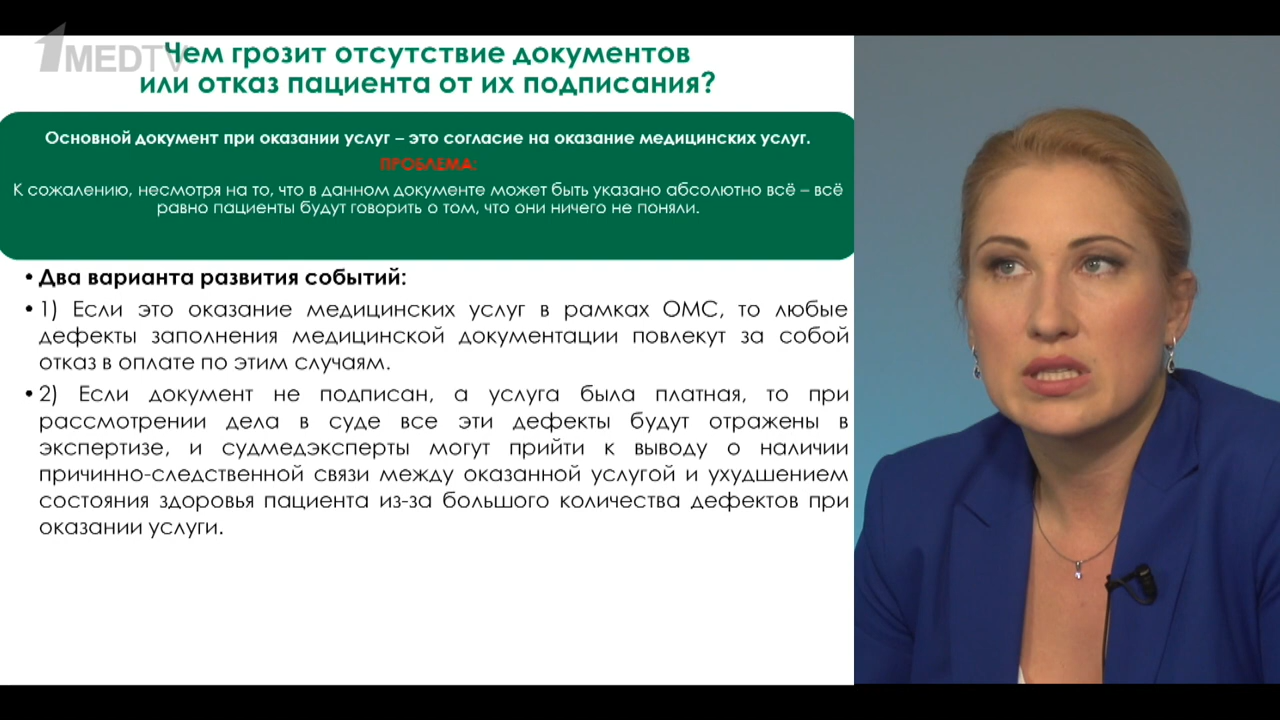 1MEDTV
Чем грозит отсутствие документов
или отказ пациента от их подписания?
Основной документ при оказании услуг – это согласие на оказание медицинских услуг.
ПРОБЛЕМА:
К сожалению, несмотря на то, что в данном документе может быть указано абсолютно всё – всё
равно пациенты будут говорить о том, что они ничего не поняли.
• Два варианта развития событий:
• 1) Если это оказание медицинских услуг в рамках ОМС, то любые
дефекты заполнения медицинской документации повлекут за собой
отказ в оплате по этим случаям.
• 2) Если документ не подписан, а услуга была платная, то при
рассмотрении дела в суде все эти дефекты будут отражены в
экспертизе, и судмедэксперты могут прийти к выводу о наличии
причинно-следственной связи между оказанной услугой и ухудшением
состояния здоровья пациента из-за большого количества дефектов при
оказании услуги.